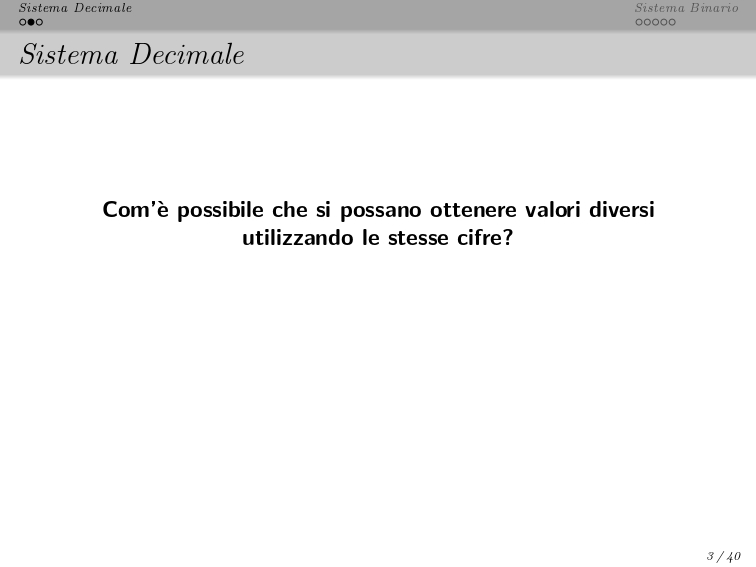 Sistema Decimale
Sistema Binario
Sistema Decimale
Com'è possibile che si possano ottenere valori diversi
utilizzando le stesse cifre?
3 / 40